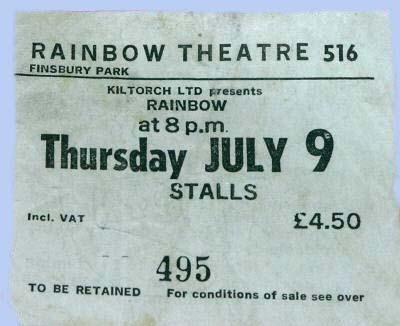 RAINBOW THEATRE 516
FINSBURY PARK
KILTORCH LTD presents
RAINBOW
at 8 p.m.
Thursday JULY 9
STALLS
Incl. VAT £4.50
495
TO BE RETAINED For conditions of sale see over